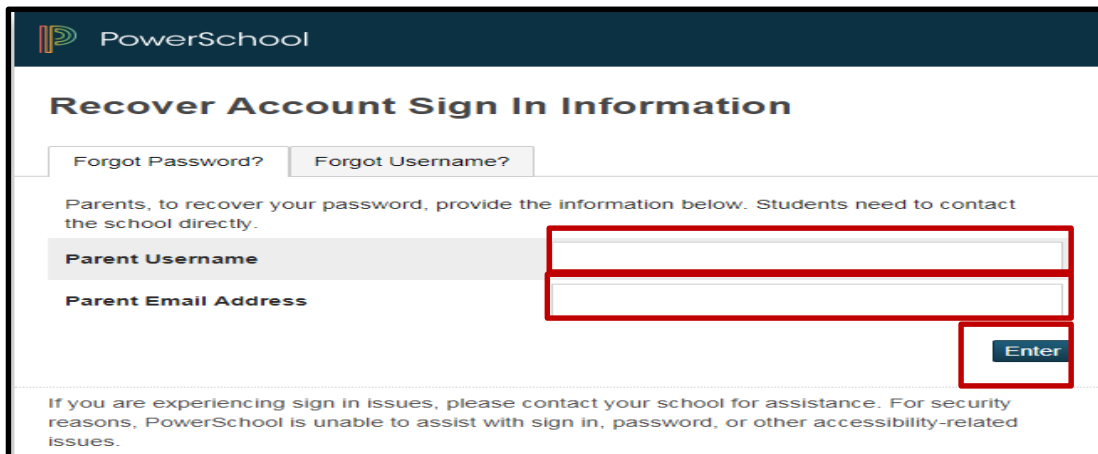 PowerSchool
Recover Account Sign In Information
Forgot Password? Forgot Username?
Parents, to recover your password, provide the information below. Students need to contact
the school directly.
Parent Username
Parent Email Address
Enter
If you are experiencing sign in issues, please contact your school for assistance. For security
reasons, PowerSchool is unable to assist with sign in, password, or other accessibility-related
issues.